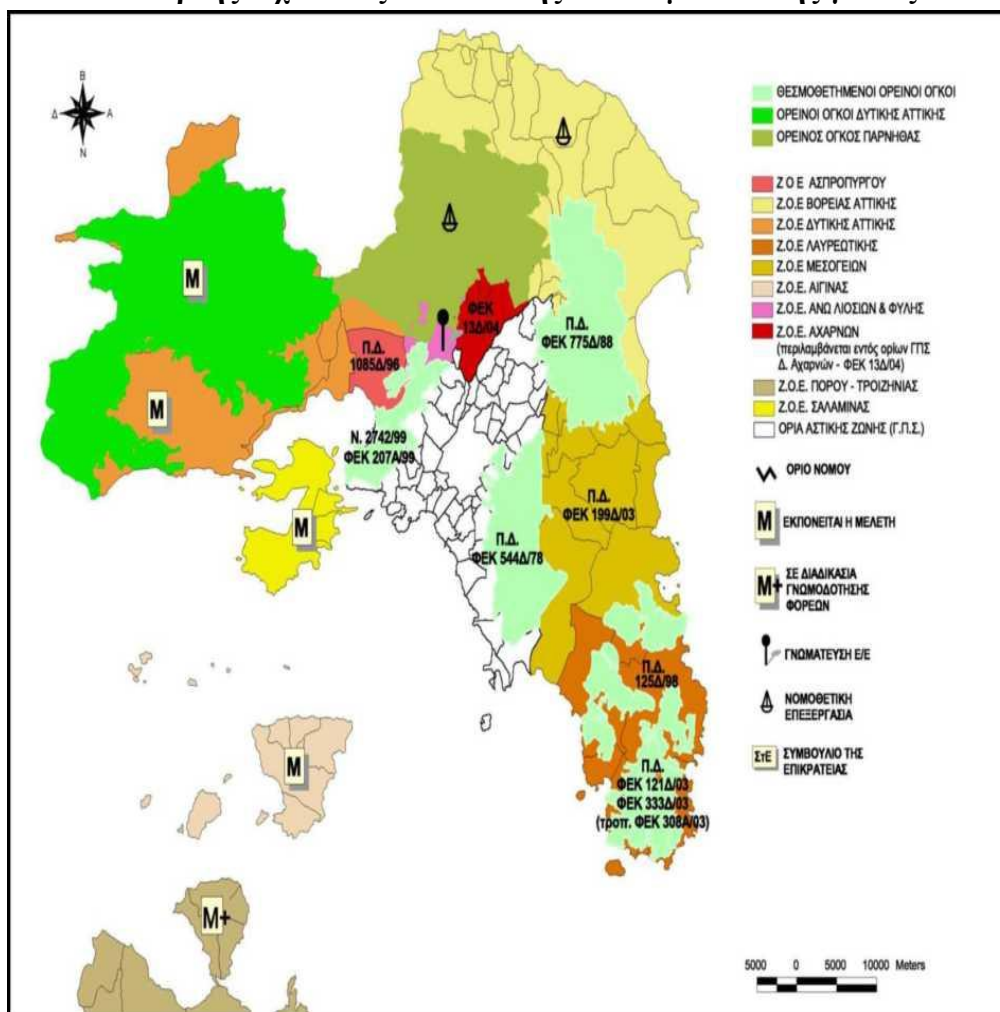 Β
Δ Α
Ν
ΘΕΣΜΟΘΕΤΗΜΕΝΟΙ ΟΡΕΙΝΟΙ ΟΓΚΟΙ
ΟΡΕΙΝΟΙ ΟΓΚΟΙ ΔΥΤΙΚΗΣ ΑΤΤΙΚΗΣ
ΟΡΕΙΝΟΣ ΟΓΚΟΣ ΠΑΡΝΗΘΑΣ
Ζ Ο Ε ΑΣΠΡΟΠΥΡΓΟΥ
Ζ.Ο.Ε ΒΟΡΕΙΑΣ ΑΤΤΙΚΗΣ
Ζ.Ο.Ε ΔΥΤΙΚΗΣ ΑΤΤΙΚΗΣ
Ζ.Ο.Ε ΛΑΥΡΕΩΤΙΚΗΣ
Ζ.Ο.Ε ΜΕΣΟΓΕΙΩΝ
Ζ.Ο.Ε. ΑΙΓΙΝΑΣ
Ζ.Ο.Ε. ΑΝΩ ΛΙΟΣΙΩΝ & ΦΥΛΗΣ
Ζ.Ο.Ε. ΑΧΑΡΝΩΝ
(περιλαμβάνεται εντός ορίων ΓΠΣ
Δ. Αχαρνών - ΦΕΚ 13Δ/04)
Ζ.Ο.Ε. ΠΟΡΟΥ - ΤΡΟΙΖΗΝΙΑΣ
Ζ.Ο.Ε. ΣΑΛΑΜΙΝΑΣ
ΟΡΙΑ ΑΣΤΙΚΗΣ ΖΩΝΗΣ (Γ.Π.Σ.)
ΟΡΙΟ ΝΟΜΟΥ
Μ ΕΚΠΟΝΕΙΤΑΙ Η ΜΕΛΕΤΗ
Μ+ ΣΕ ΔΙΑΔΙΚΑΣΙΑ
ΓΝΩΜΟΔΟΤΗΣΗΣ
ΦΟΡΕΩΝ
ΓΝΩΜΑΤΕΥΣΗ Ε/Ε
ΝΟΜΟΘΕΤΙΚΗ
ΕΠΕΞΕΡΓΑΣΙΑ
ΣτΕ ΣΥΜΒΟΥΛΙΟ ΤΗΣ
ΕΠΙΚΡΑΤΕΙΑΣ
Μ
ΦΕΚ
13Δ/04
Π.Δ.
ΦΕΚ 775Δ/88
Π.Δ.
1085Δ/96
Μ
Ν. 2742/99
ΦΕΚ 207Α/99
Π.Δ.
ΦΕΚ 199Δ/03
Μ
Π.Δ.
ΦΕΚ 544Δ/78
Π.Δ.
125Δ/98
Μ
Π.Δ.
ΦΕΚ 121Δ/03
ΦΕΚ 333Δ/03
(τροπ. ΦΕΚ 308Α/03)
Μ+
5000 0 5000 10000 Meters